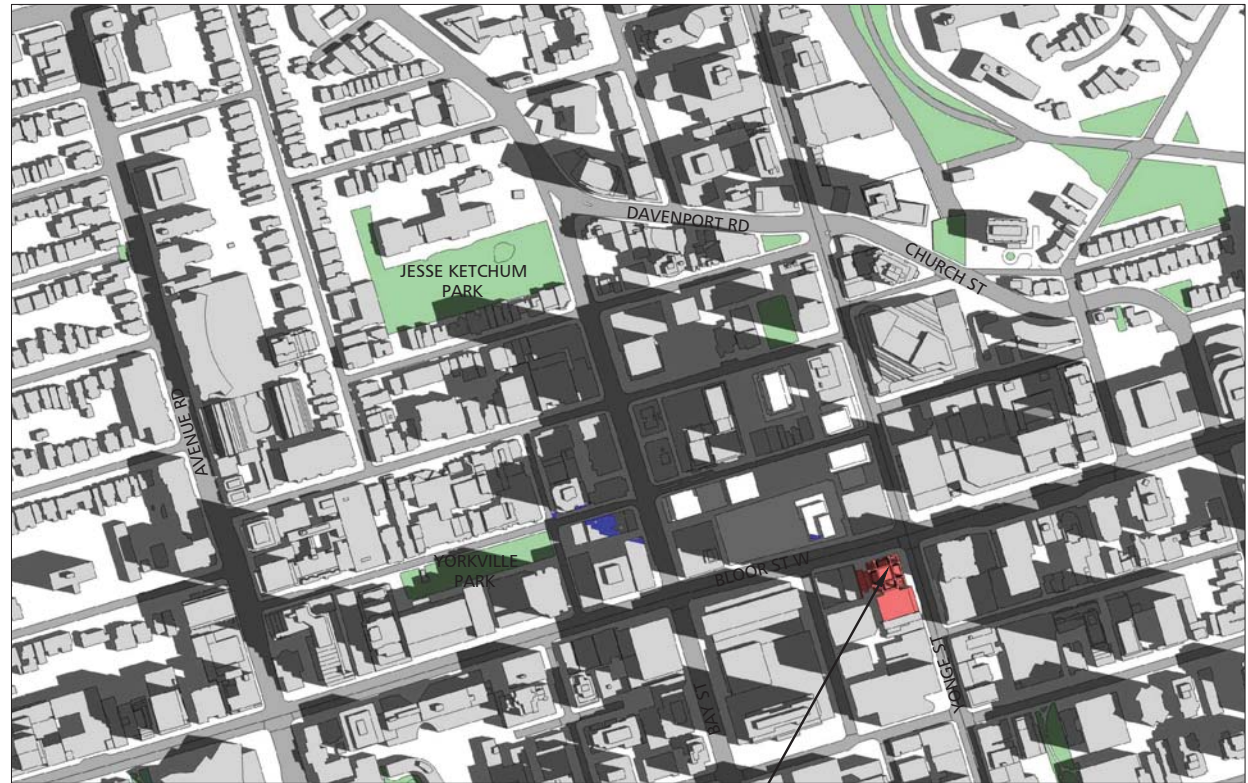 DAVENPORT RD
CHURCH ST
JESSE KETCHUM
PARK
AVENUE RD
YORKVILLE
PARK
BLOOR ST W
BAY ST
YONGE ST